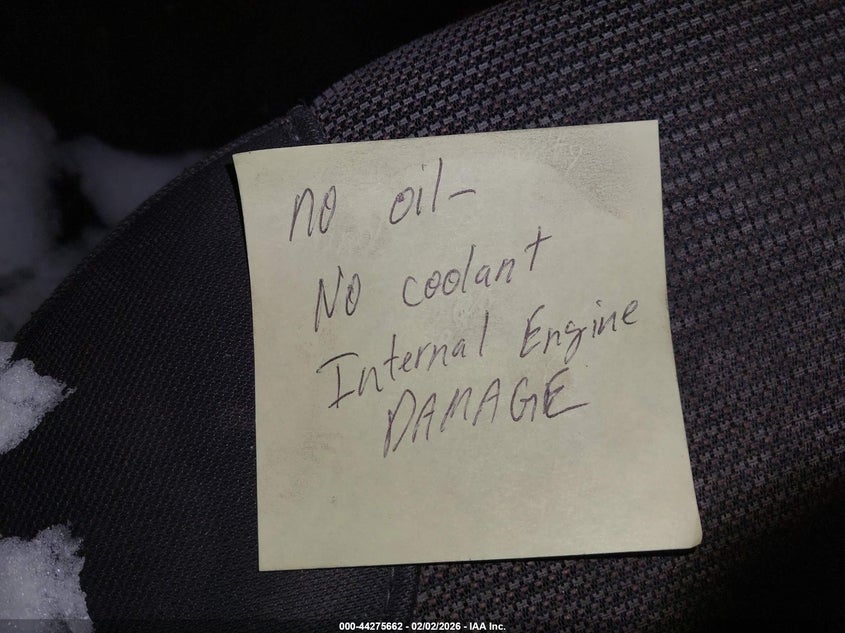 no oil-
No coolant
Internal Engine
DAMAGE
000-44275662 - 02/02/2026 - IAA Inc.